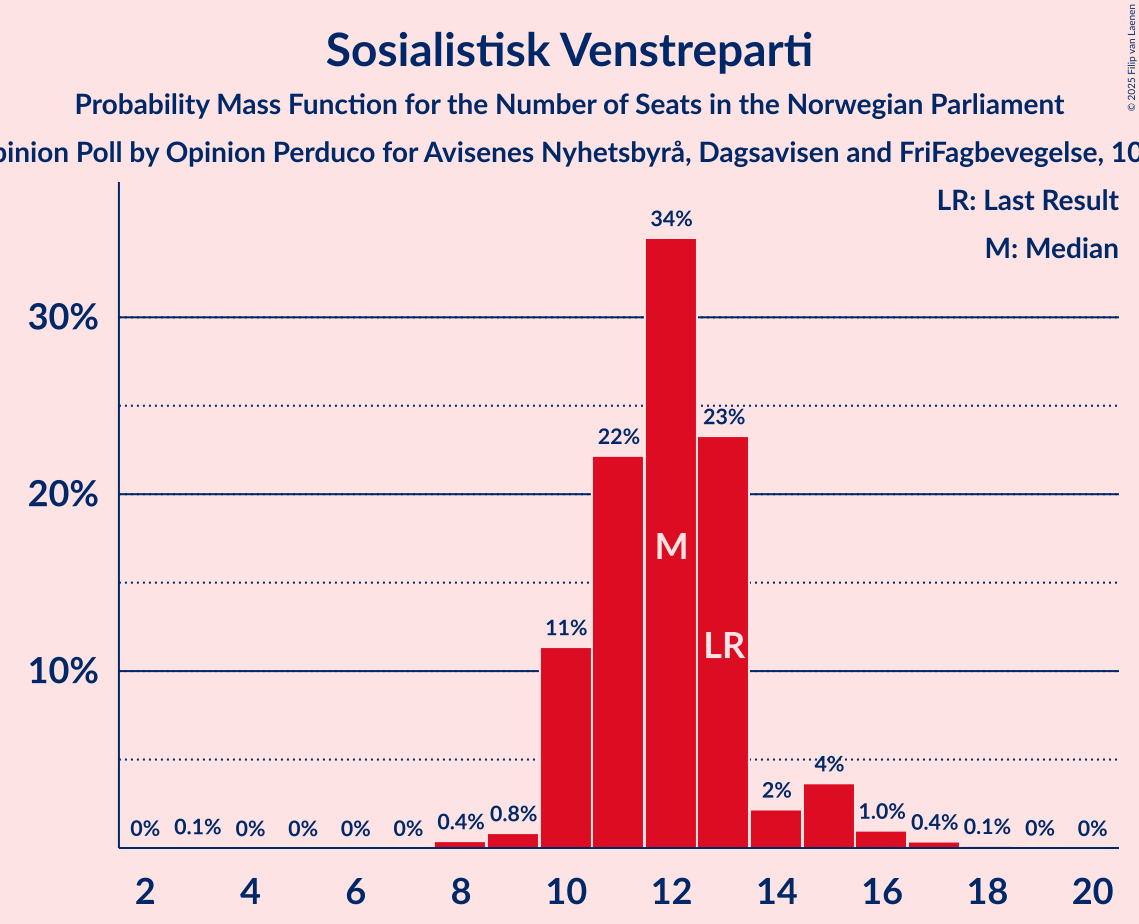 Sosialistisk Venstreparti
Probability Mass Function for the Number of Seats in the Norwegian Parliament
pinion Poll by Opinion Perduco for Avisenes Nyhetsbyrå, Dagsavisen and FriFagbevegelse, 10
© 2025 Filip van Laenen
LR: Last Result
M: Median
34%
30%
23%
22%
20%
M
11%
LR
10%
4%
2%
0% 0.1% 0% 0% 0% 0% 0.4% 0.8% 1.0% 0.4% 0.1% 0% 0%
2 4 6 8 10 12 14 16 18 20